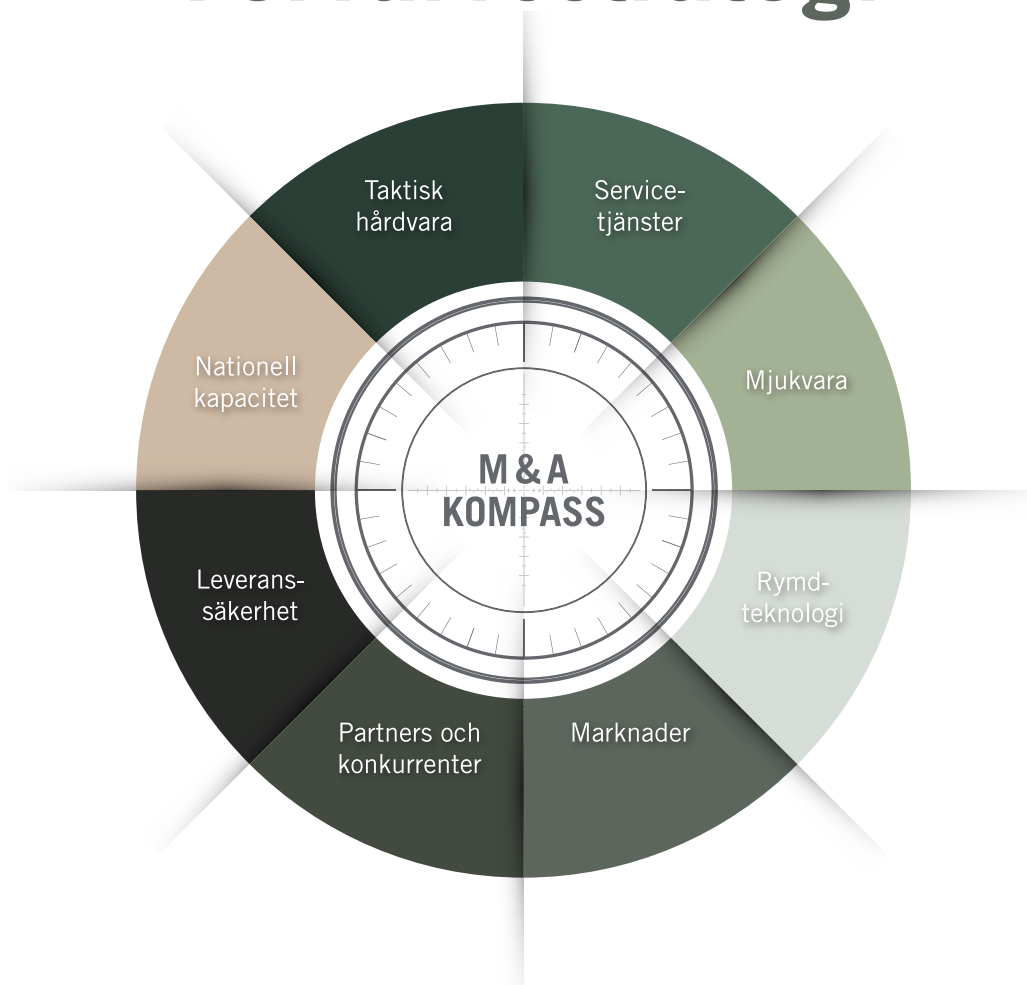 Taktisk
hårdvara
Service-
tjänster
Mjukvara
Rymd-
teknologi
Marknader
Partners och
konkurrenter
Leverans-
säkerhet
Nationell
kapacitet
M & A
KOMPASS